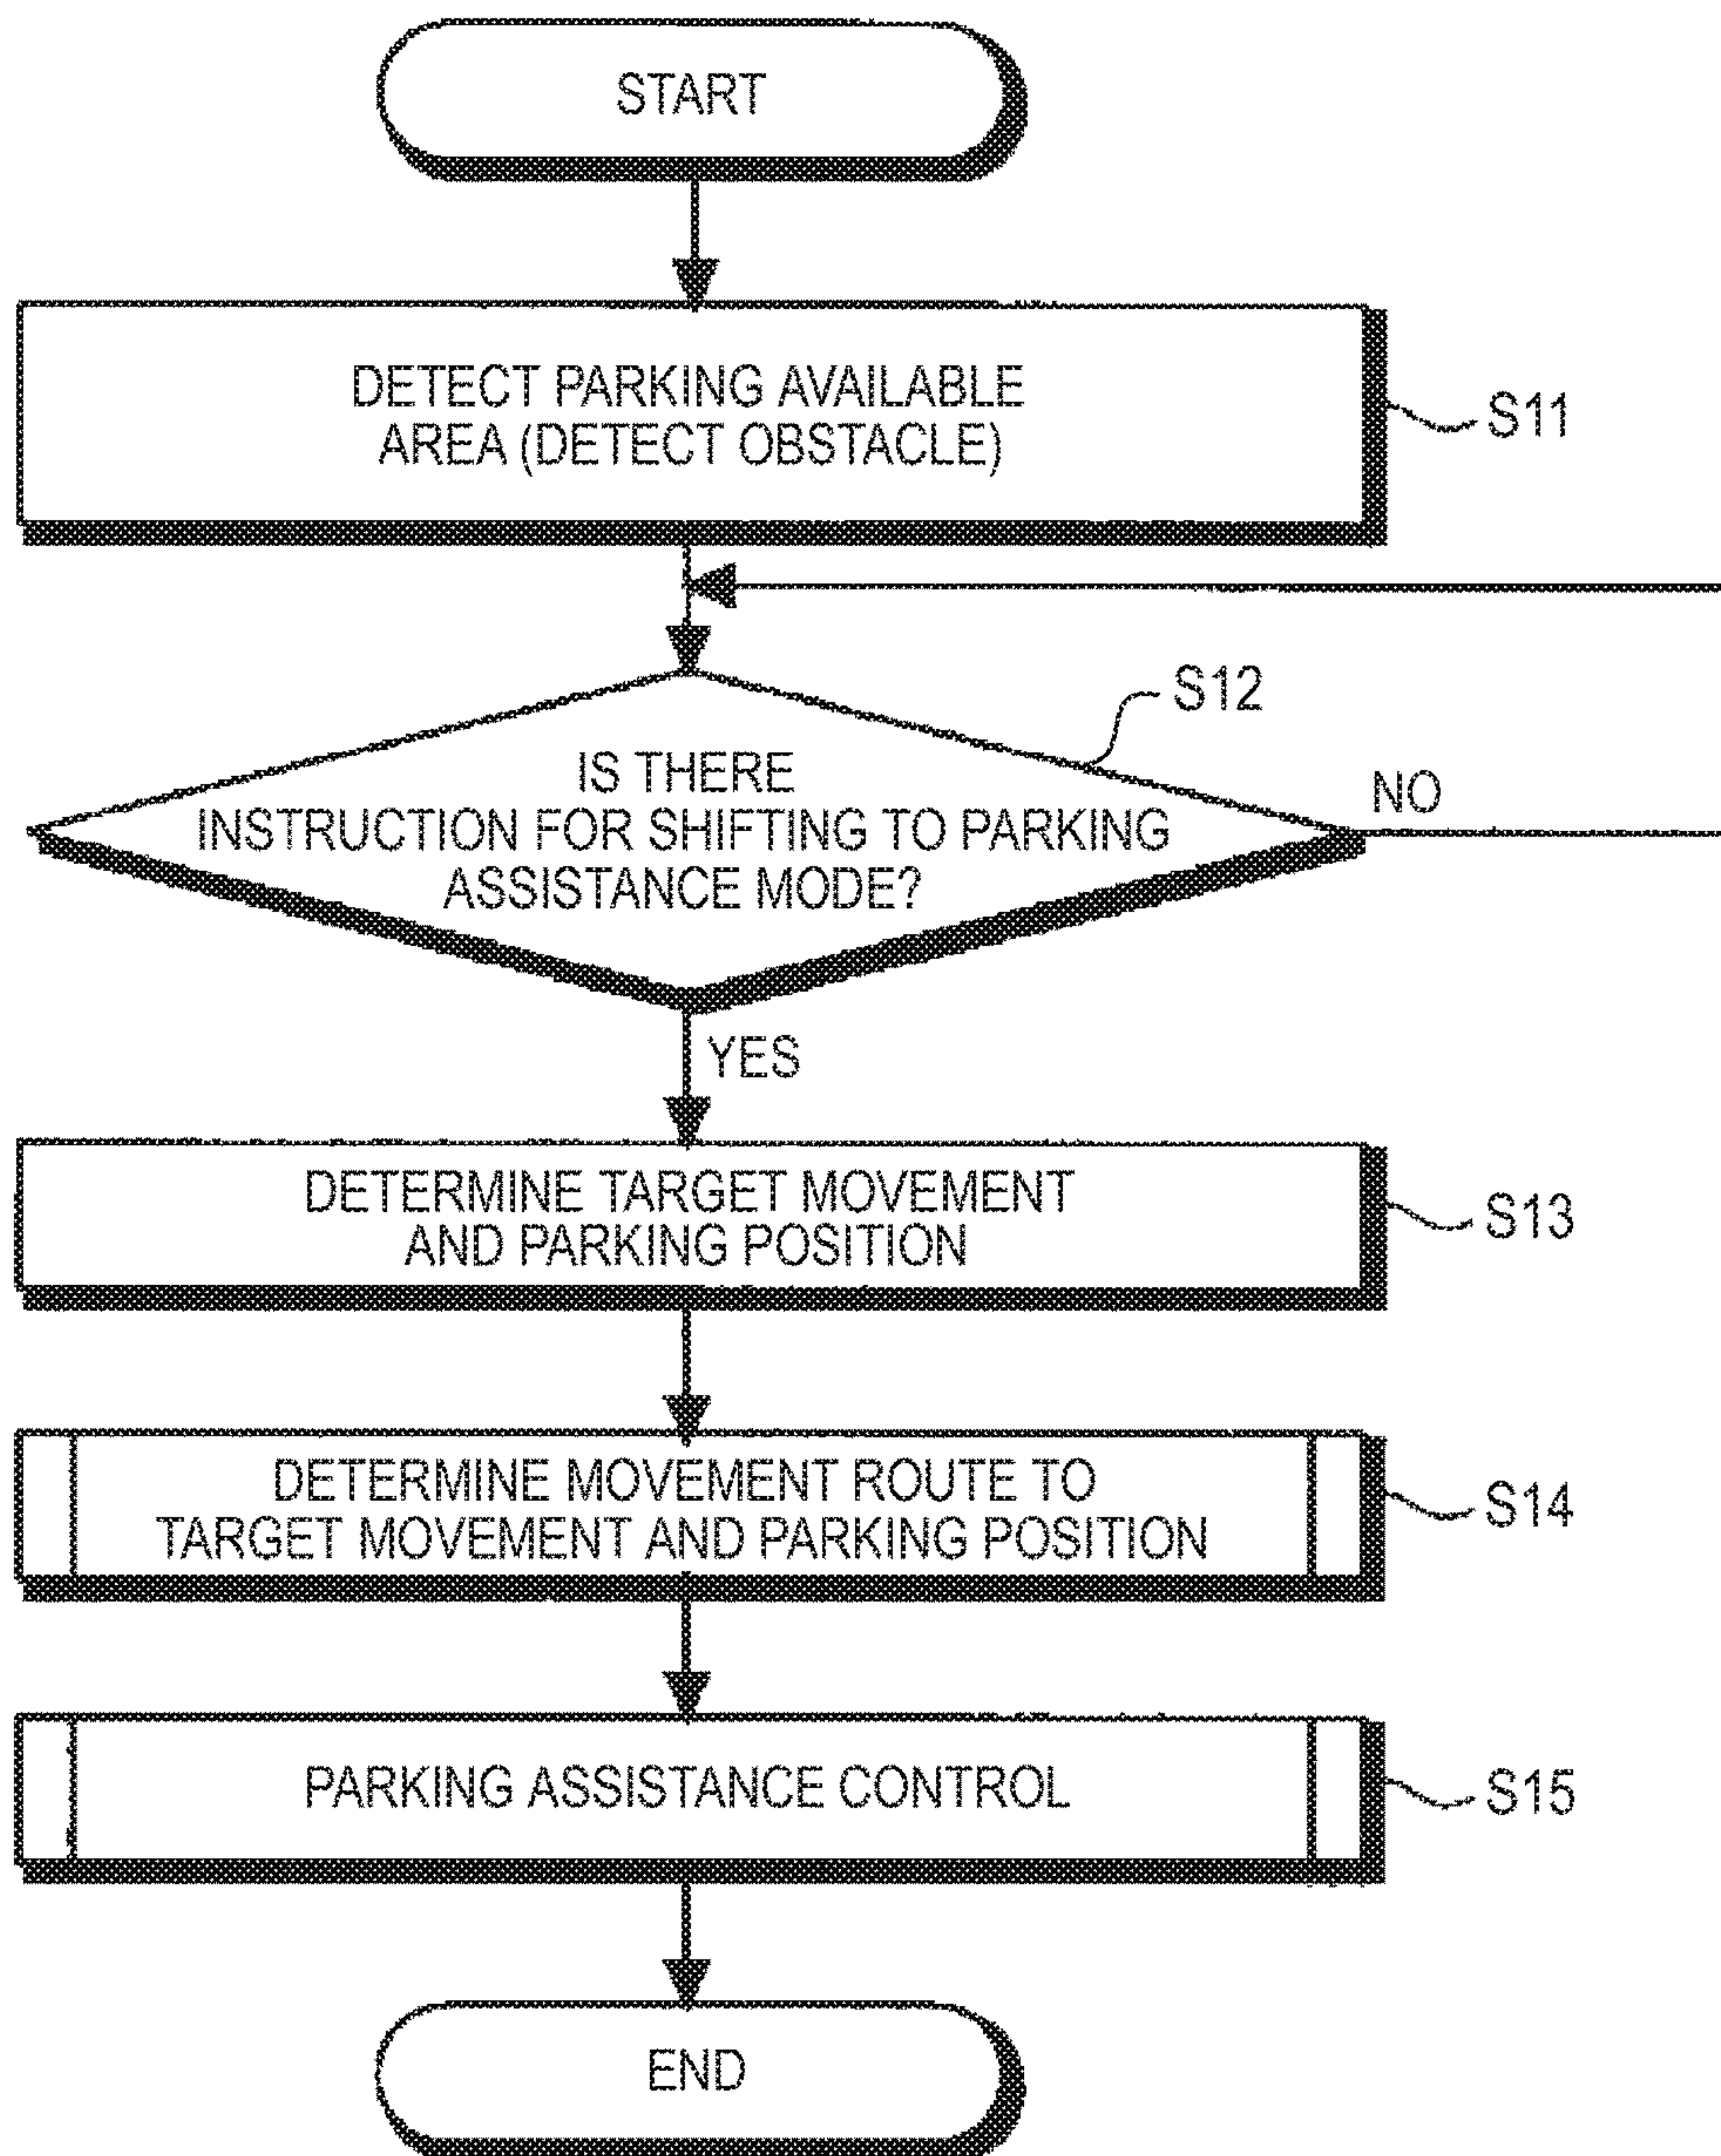 START
DETECT PARKING AVAILABLE
AREA (DETECT OBSTACLE)
S11
S12
IS THERE
INSTRUCTION FOR SHIFTING TO PARKING
ASSISTANCE MODE?
NO
YES
DETERMINE TARGET MOVEMENT
AND PARKING POSITION
S13
DETERMINE MOVEMENT ROUTE TO
TARGET MOVEMENT AND PARKING POSITION
S14
PARKING ASSISTANCE CONTROL
S15
END